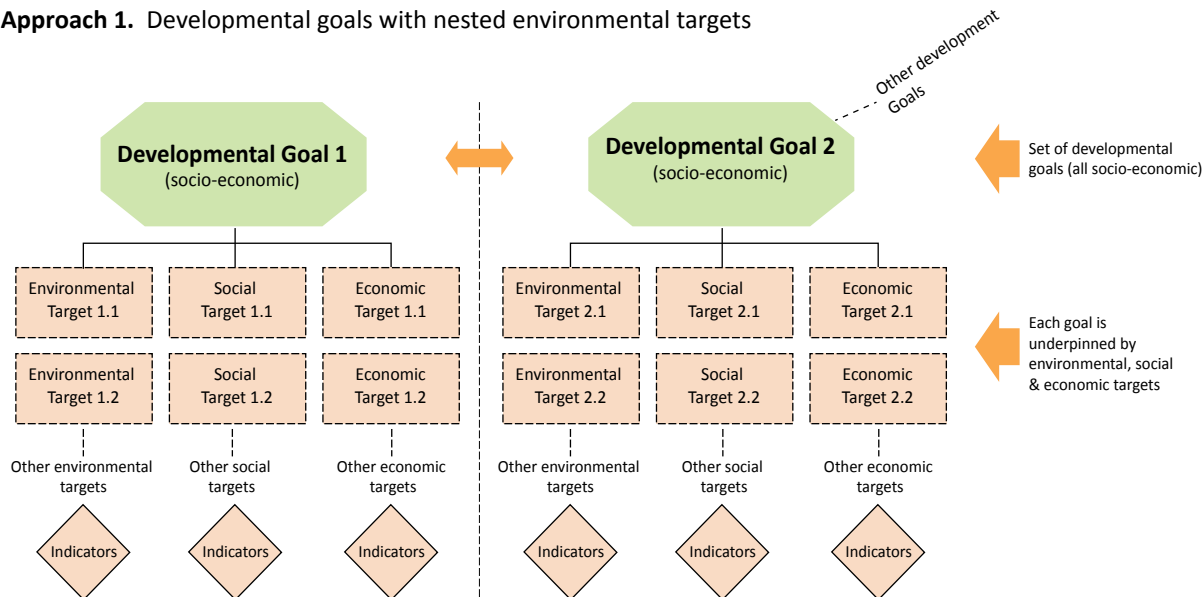 Approach 1. Developmental goals with nested environmental targets
Other development
Goals
Developmental Goal 1
(socio-economic)
Developmental Goal 2
(socio-economic)
Set of developmental
goals (all socio-economic)
Environmental
Target 1.1
Social
Target 1.1
Economic
Target 1.1
Environmental
Target 2.1
Social
Target 2.1
Economic
Target 2.1
Environmental
Target 1.2
Social
Target 1.2
Economic
Target 1.2
Environmental
Target 2.2
Social
Target 2.2
Economic
Target 2.2
Each goal is
underpinned by
environmental, social
& economic targets
Other environmental
targets
Other social
targets
Other economic
targets
Other environmental
targets
Other social
targets
Other economic
targets
Indicators
Indicators
Indicators
Indicators
Indicators
Indicators